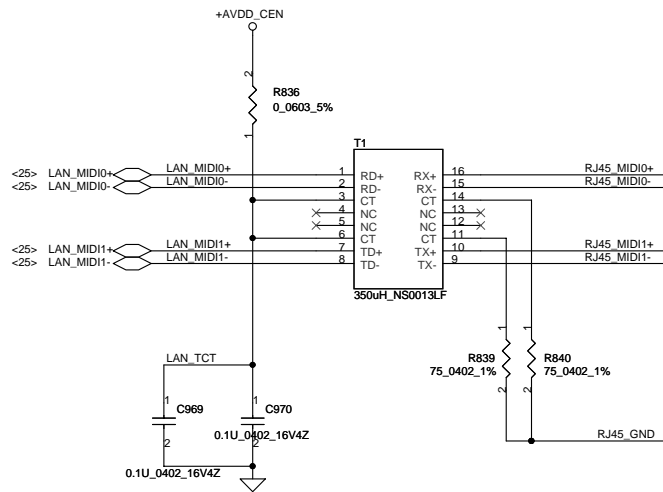 +AVDD_CEN
2
R836
0_0603_5%
1
T1
<25> LAN_MIDI0+ LAN_MIDI0+ 1 RD+ RX+ 16 RJ45_MIDI0+
<25> LAN_MIDI0- LAN_MIDI0- 2 RD- RX- 15 RJ45_MIDI0-
3 CT CT 14
4 NC NC 13
5 NC NC 12
6 CT CT 11
<25> LAN_MIDI1+ LAN_MIDI1+ 7 TD+ TX+ 10 RJ45_MIDI1+
<25> LAN_MIDI1- LAN_MIDI1- 8 TD- TX- 9 RJ45_MIDI1-
350uH_NS0013LF
1 1
R839 R840
75_0402_1% 75_0402_1%
2 2
LAN_TCT
1 1
C969 C970
2 2
0.1U_0402_16V4Z
0.1U_0402_16V4Z
RJ45_GND